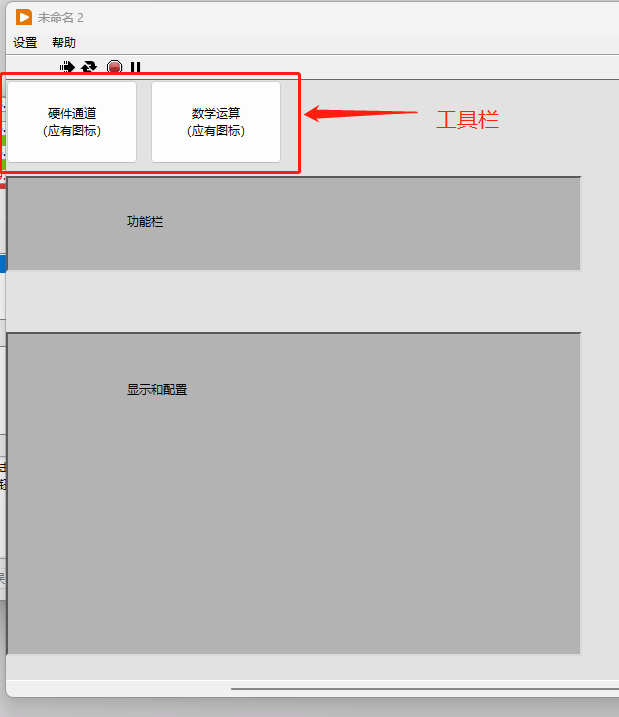 未命名 2
设置 帮助
硬件通道
（应有图标）
数学运算
（应有图标）
工具栏
功能栏
显示和配置